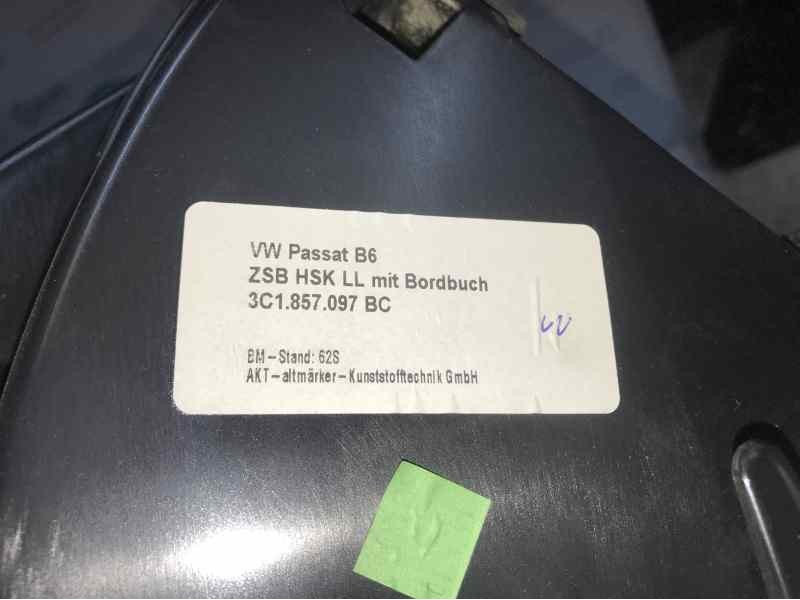 VW Passat B6
ZSB HSK LL mit Bordbuch
3C1.857.097 BC
BM-Stand: 62S
AKT-altmärker-Kunststofftechnik GmbH